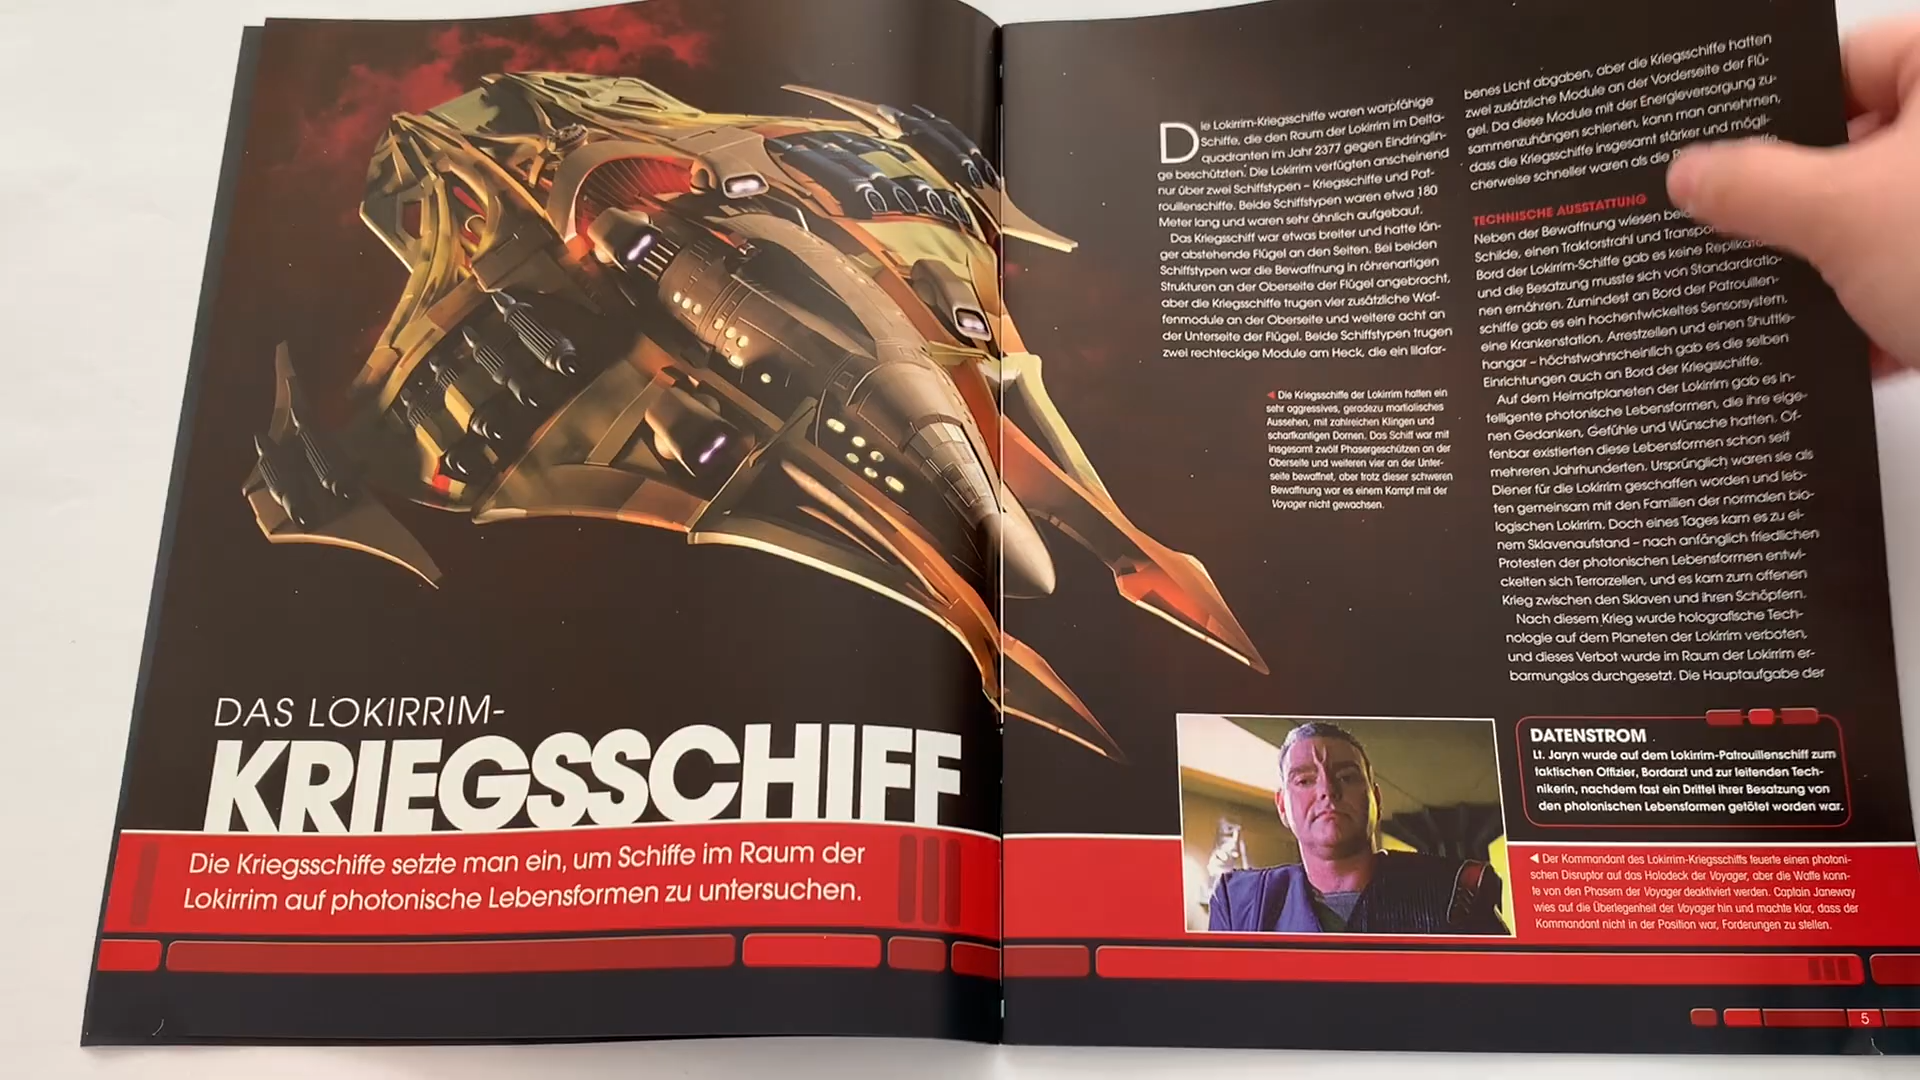 DAS LOKIRRIM-
KRIEGSSCHIFF
Die Kriegsschiffe setzte man ein, um Schiffe im Raum der
Lokirrim auf photonische Lebensformen zu untersuchen.
Die Lokirrim-Kriegsschiffe waren warpfähige
Schiffe, die den Raum der Lokirrim im Delta-
quadranten im Jahr 2377 gegen Eindringlin-
ge beschützten. Die Lokirrim verfügten anscheinend
nur über zwei Schiffstypen – Kriegsschiffe und Pat-
rouillenschiffe. Beide Schiffstypen waren etwa 180
Meter lang und waren sehr ähnlich aufgebaut.
Das Kriegsschiff war etwas breiter und hatte län-
ger abstehende Flügel an den Seiten. Bei beiden
Schiffstypen war die Bewaffnung in röhrenartigen
Strukturen an der Oberseite der Flügel angebracht,
aber die Kriegsschiffe trugen vier zusätzliche Waf-
fenmodule an der Oberseite und weitere acht an
der Unterseite der Flügel. Beide Schiffstypen trugen
zwei rechteckige Module am Heck, die ein lilafar-
◀ Die Kriegsschiffe der Lokirrim hatten ein
sehr aggressives, geradezu martialisches
Aussehen, mit zahlreichen Klingen und
scharfkantigen Dornen. Das Schiff war mit
insgesamt zwölf Phasergeschützen an der
Oberseite und weiteren vier an der Unter-
seite bewaffnet, aber trotz dieser schweren
Bewaffnung war es einem Kampf mit der
Voyager nicht gewachsen.
benes Licht abgaben, aber die Kriegsschiffe hatten
zwei zusätzliche Module an der Vorderseite der Flü-
gel. Da diese Module mit der Energieversorgung zu-
sammenzuhängen schienen, kann man annehmen,
dass die Kriegsschiffe insgesamt stärker und mögli-
cherweise schneller waren als die
TECHNISCHE AUSSTATTUNG
Neben der Bewaffnung wiesen
Schilde, einen Traktorstrahl und
Bord der Lokirrim-Schiffe gab es keine
und die Besatzung musste sich von Standardratio-
nen ernähren. Zumindest an Bord der Patrouillen-
schiffe gab es ein hochentwickeltes Sensorsystem,
eine Krankenstation, Arrestzellen und einen Shuttle-
hangar – höchstwahrscheinlich gab es die selben
Einrichtungen auch an Bord der Kriegsschiffe.
Auf dem Heimatplaneten der Lokirrim gab es in-
telligente photonische Lebensformen, die ihre eige-
nen Gedanken, Gefühle und Wünsche hatten. Of-
fenbar existierten diese Lebensformen schon seit
mehreren Jahrhunderten. Ursprünglich waren sie als
Diener für die Lokirrim geschaffen worden und leb-
ten gemeinsam mit den Familien der normalen bio-
logischen Lokirrim. Doch eines Tages kam es zu ei-
nem Sklavenaufstand – nach anfänglich friedlichen
Protesten der photonischen Lebensformen entwi-
ckelten sich Terrorzellen, und es kam zum offenen
Krieg zwischen den Sklaven und ihren Schöpfern.
Nach diesem Krieg wurde holografische Tech-
nologie auf dem Planeten der Lokirrim verboten,
und dieses Verbot wurde im Raum der Lokirrim er-
barmungslos durchgesetzt. Die Hauptaufgabe der
DATENSTROM
Lt. Jaryn wurde auf dem Lokirrim-Patrouillenschiff zum
taktischen Offizier, Bordarzt und zur leitenden Tech-
nikerin, nachdem fast ein Drittel ihrer Besatzung von
den photonischen Lebensformen getötet worden war.
◀ Der Kommandant des Lokirrim-Kriegsschiffs feuerte einen photoni-
schen Disruptor auf das Holodeck der Voyager, aber die Waffe konn-
te von den Phasern der Voyager deaktiviert werden. Captain Janeway
wies auf die Überlegenheit der Voyager hin und machte klar, dass der
Kommandant nicht in der Position war, Forderungen zu stellen.
5